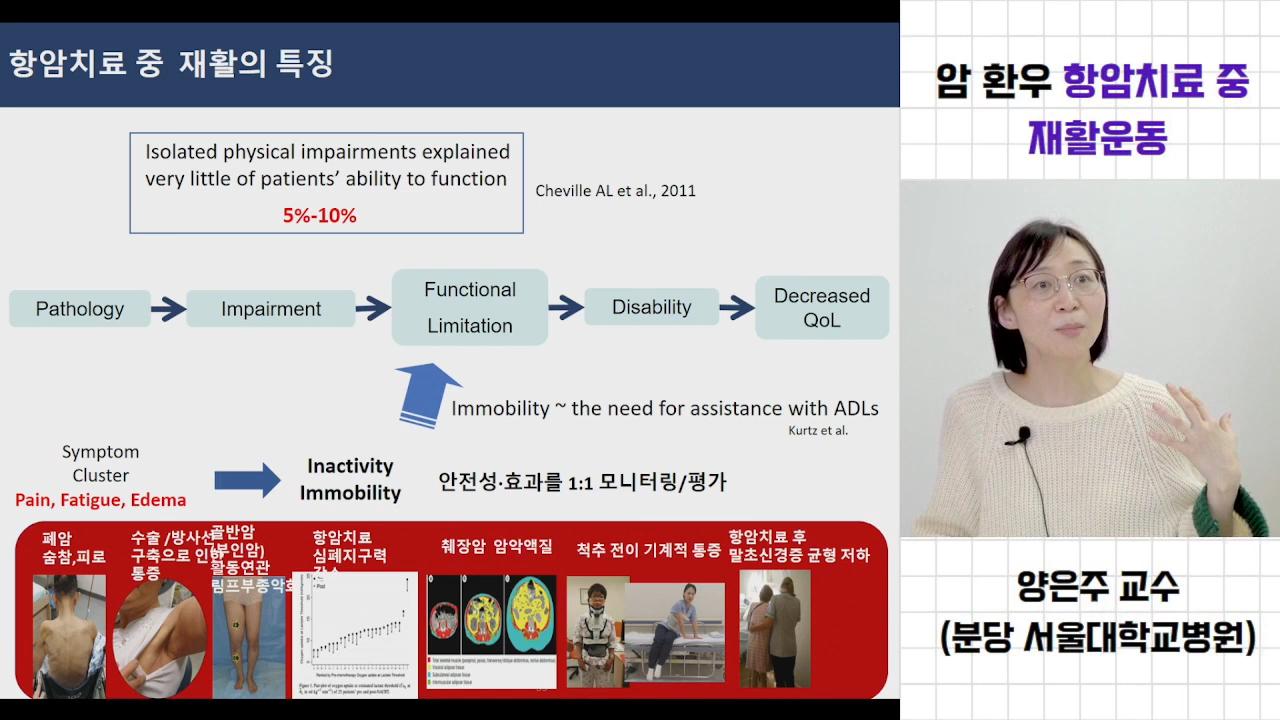 항암치료 중 재활의 특징
Isolated physical impairments explained
very little of patients' ability to function
5%-10%
Cheville AL et al., 2011
Pathology
Impairment
Functional
Limitation
Disability
Decreased
QoL
Immobility ~ the need for assistance with ADLs
Kurtz et al.
Symptom
Cluster
Pain, Fatigue, Edema
Inactivity
Immobility
안전성·효과를 1:1 모니터링/평가
폐암
숨참,피로
수술 /방사선
구축으로 인한
통증
골반암
(부인암)
활동연관
림프부종악화
항암치료
심폐지구력
감소
췌장암 암악액질
척추 전이 기계적 통증
항암치료 후
말초신경증 균형 저하
암 환우 항암치료 중
재활운동
양은주 교수
(분당 서울대학교병원)